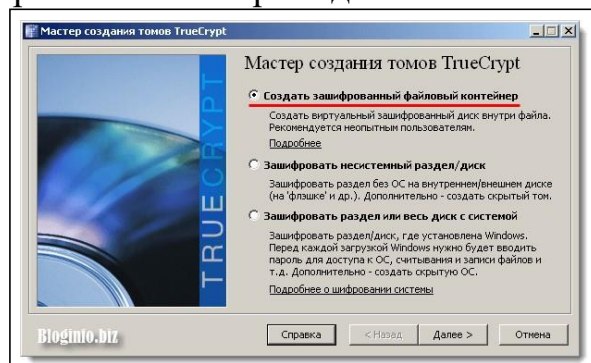 Мастер создания томов TrueCrypt
TRUECRYPT
Мастер создания томов TrueCrypt
Создать зашифрованный файловый контейнер
Создать виртуальный зашифрованный диск внутри файла.
Рекомендуется неопытным пользователям.
Подробнее
Зашифровать несистемный раздел/диск
Зашифровать раздел без ОС на внутреннем/внешнем диске
(на 'флэшке' и др.). Дополнительно - создать скрытый том.
Зашифровать раздел или весь диск с системой
Зашифровать раздел/диск, где установлена Windows.
Перед каждой загрузкой Windows нужно будет вводить
пароль для доступа к ОС, считывания и записи файлов и
т.д. Дополнительно - создать скрытую ОС.
Подробнее о шифровании системы
Bloginfo.biz
Справка < Назад Далее > Отмена